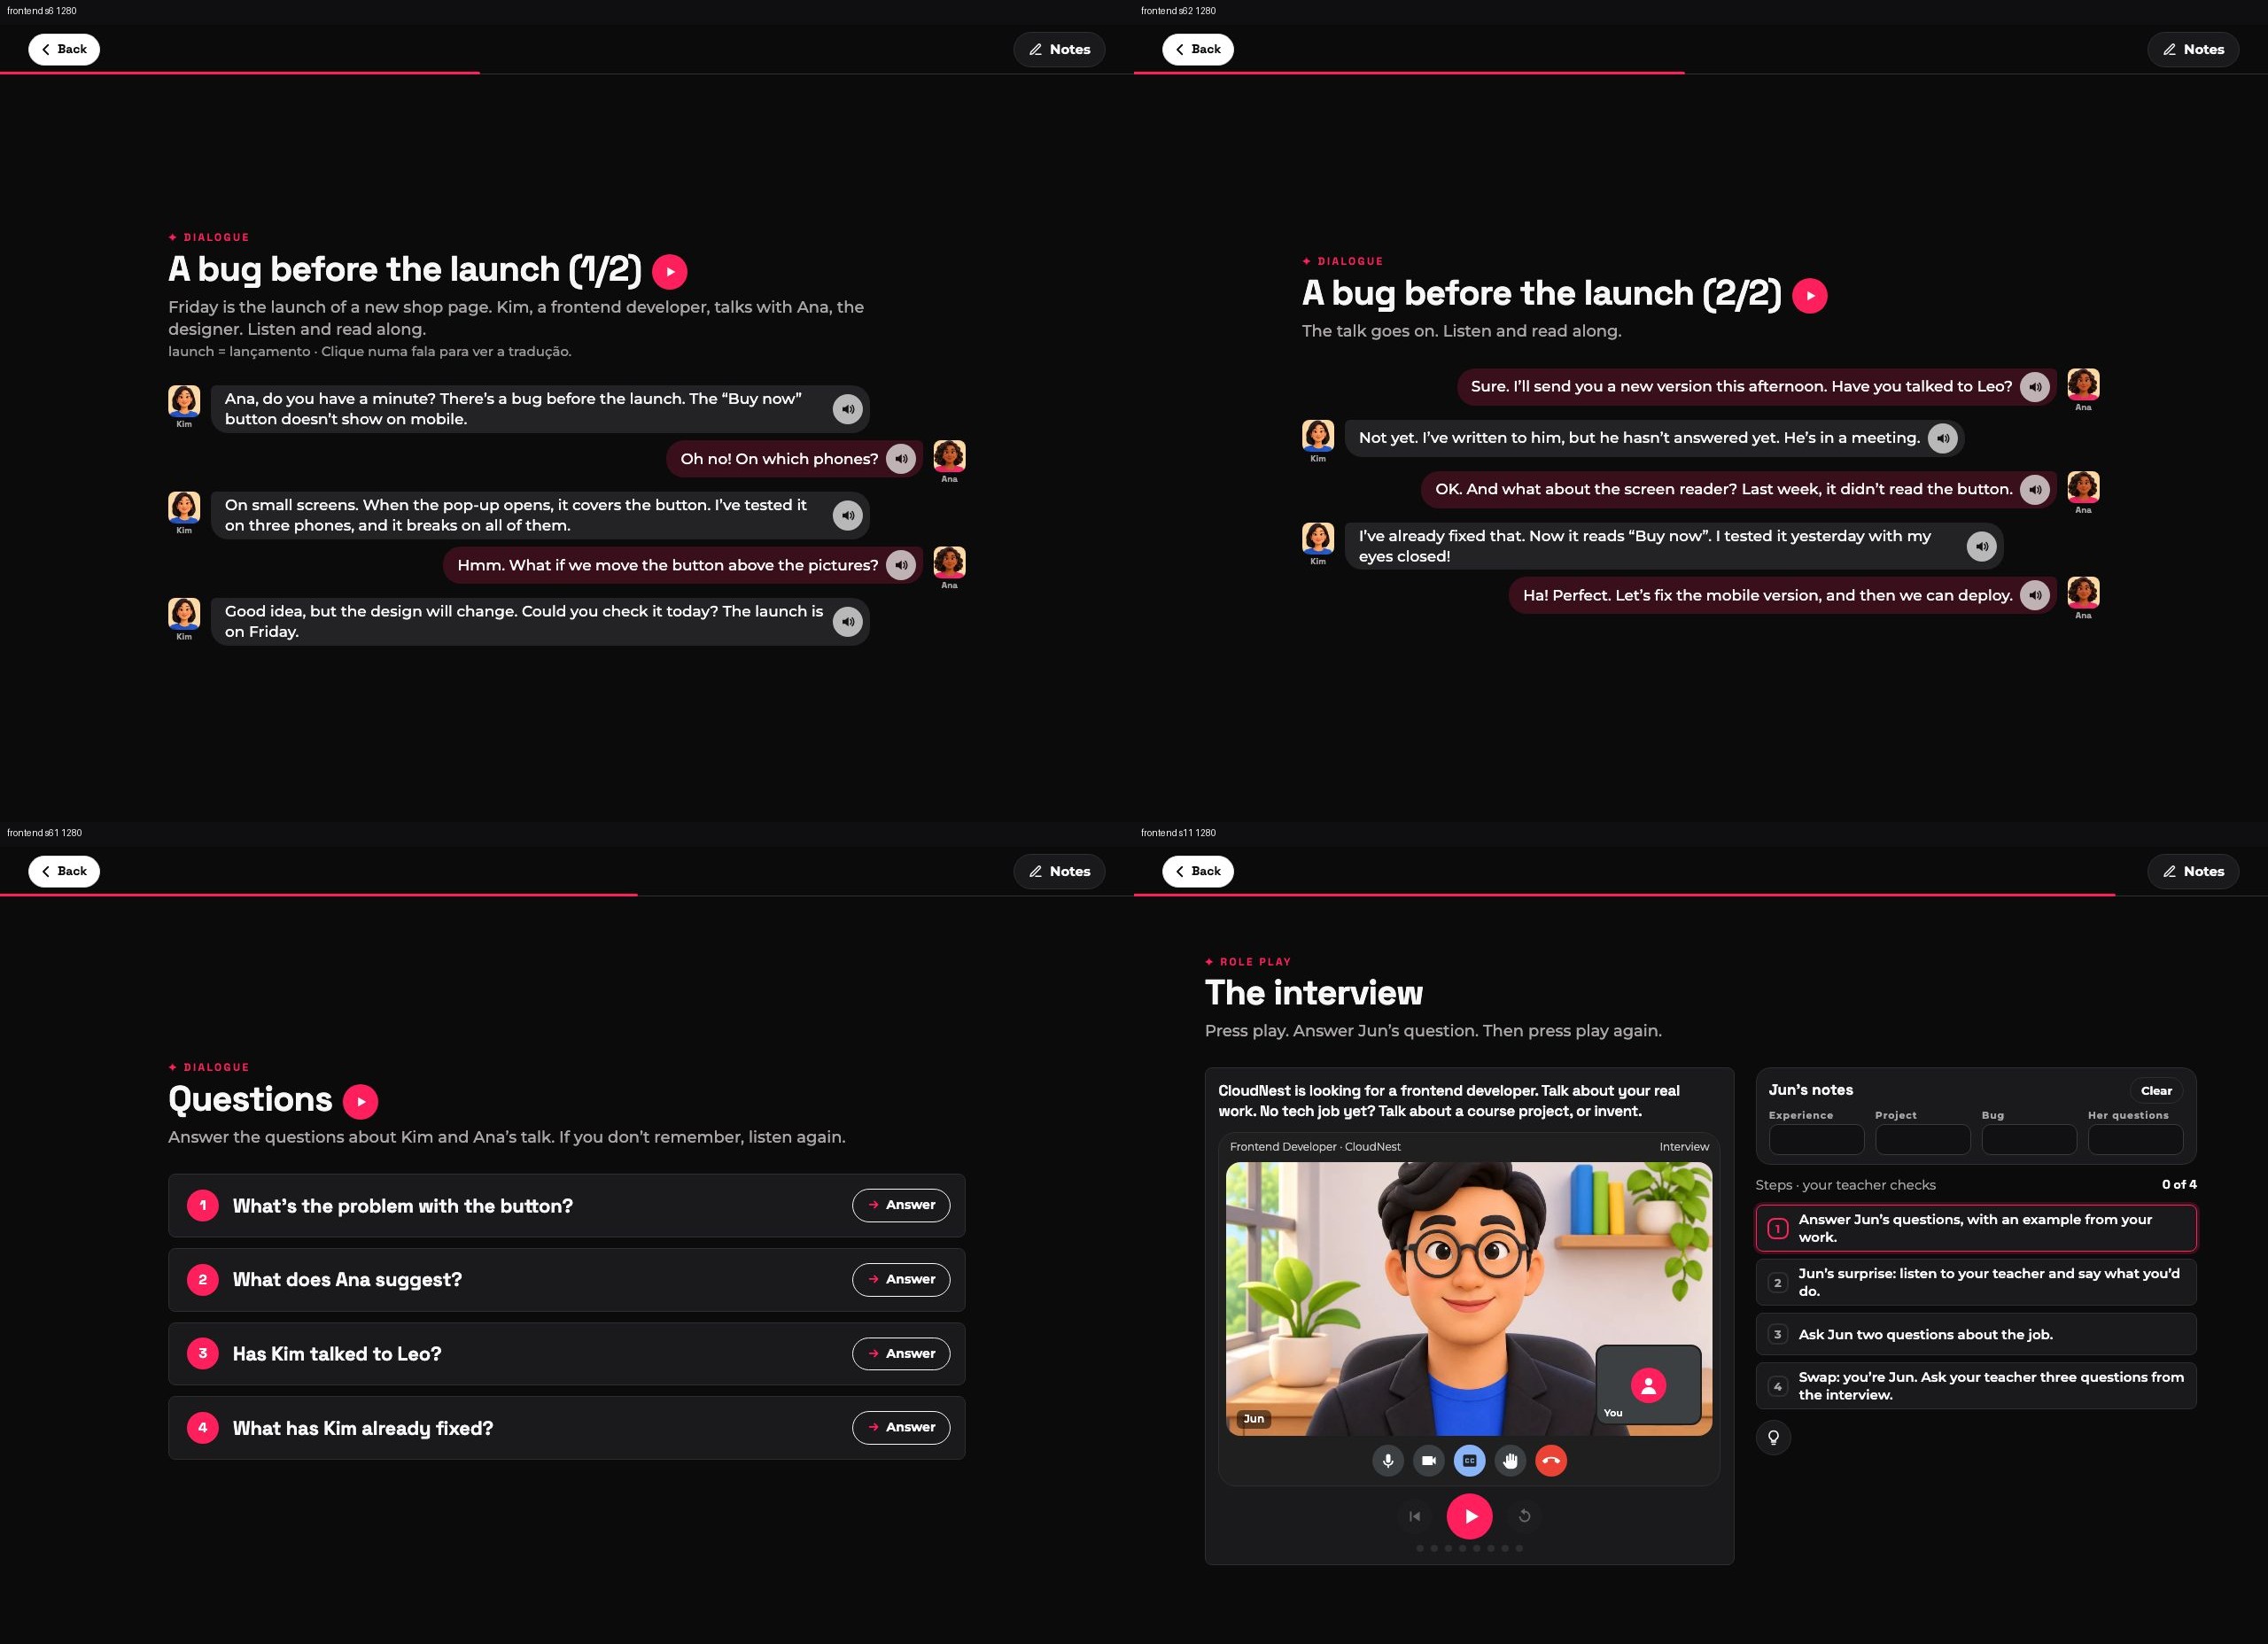 frontend s6 1280
Back
Notes
DIALOGUE
A bug before the launch (1/2)
Friday is the launch of a new shop page. Kim, a frontend developer, talks with Ana, the
designer. Listen and read along.
launch = lançamento · Clique numa fala para ver a tradução.
Ana, do you have a minute? There’s a bug before the launch. The “Buy now”
button doesn’t show on mobile.
Kim
Oh no! On which phones?
Ana
On small screens. When the pop-up opens, it covers the button. I’ve tested it
on three phones, and it breaks on all of them.
Kim
Hmm. What if we move the button above the pictures?
Ana
Good idea, but the design will change. Could you check it today? The launch is
on Friday.
Kim
frontend s62 1280
Back
Notes
DIALOGUE
A bug before the launch (2/2)
The talk goes on. Listen and read along.
Sure. I’ll send you a new version this afternoon. Have you talked to Leo?
Ana
Not yet. I’ve written to him, but he hasn’t answered yet. He’s in a meeting.
Kim
OK. And what about the screen reader? Last week, it didn’t read the button.
Ana
I’ve already fixed that. Now it reads “Buy now”. I tested it yesterday with my
eyes closed!
Kim
Ha! Perfect. Let’s fix the mobile version, and then we can deploy.
Ana
frontend s61 1280
Back
Notes
DIALOGUE
Questions
Answer the questions about Kim and Ana’s talk. If you don’t remember, listen again.
1 What’s the problem with the button? → Answer
2 What does Ana suggest? → Answer
3 Has Kim talked to Leo? → Answer
4 What has Kim already fixed? → Answer
frontend s11 1280
Back
Notes
ROLE PLAY
The interview
Press play. Answer Jun’s question. Then press play again.
CloudNest is looking for a frontend developer. Talk about your real
work. No tech job yet? Talk about a course project, or invent.
Frontend Developer · CloudNest
Interview
Jun
You
CC
Jun’s notes
Clear
Experience Project Bug Her questions
Steps · your teacher checks
0 of 4
1 Answer Jun’s questions, with an example from your
work.
2 Jun’s surprise: listen to your teacher and say what you’d
do.
3 Ask Jun two questions about the job.
4 Swap: you’re Jun. Ask your teacher three questions from
the interview.